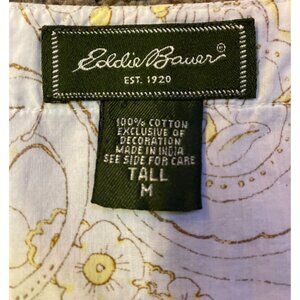 Eddie Bauer®
EST. 1920
100% COTTON
EXCLUSIVE OF
DECORATION
MADE IN INDIA
SEE SIDE FOR CARE
TALL
M